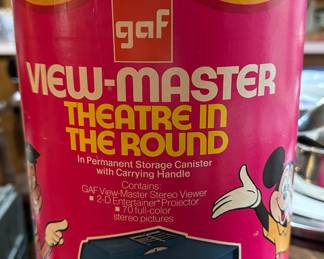 gaf
VIEW-MASTER
THEATRE IN
THE ROUND
In Permanent Storage Canister
with Carrying Handle
Contains:
GAF View-Master Stereo Viewer
■ 2-D Entertainer® Projector
■ 70 full-color
stereo pictures